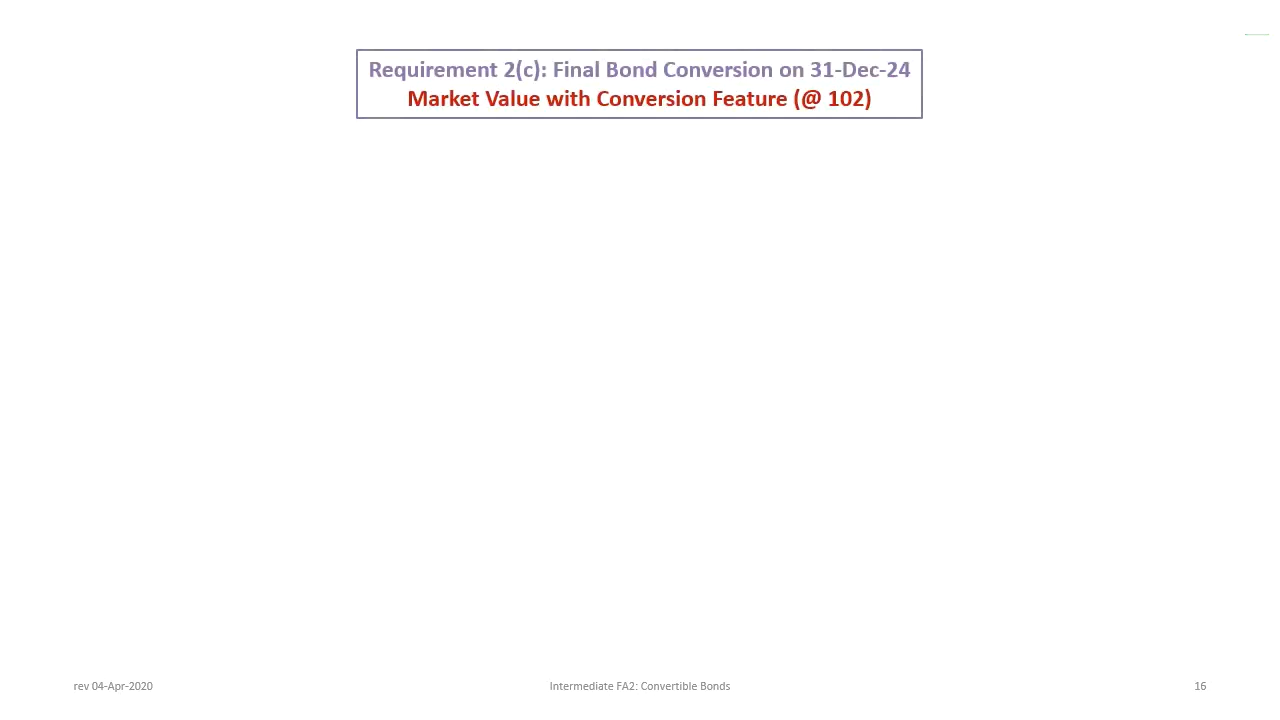 Requirement 2(c): Final Bond Conversion on 31-Dec-24
Market Value with Conversion Feature (@ 102)
rev 04-Apr-2020
Intermediate FA2: Convertible Bonds
16